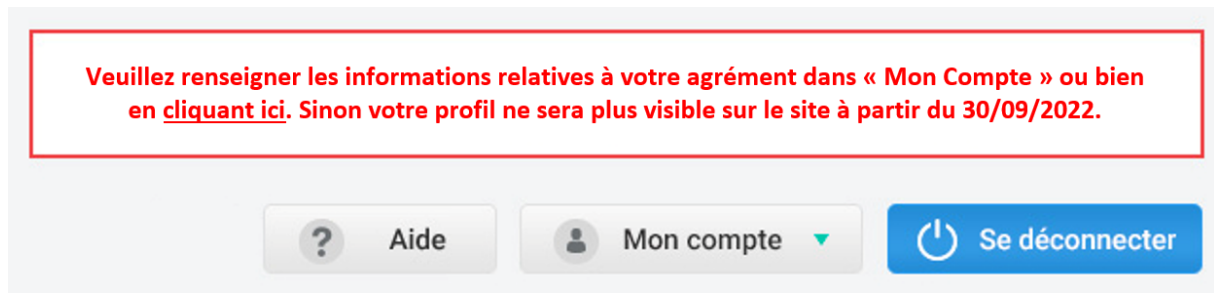 Veuillez renseigner les informations relatives à votre agrément dans « Mon Compte » ou bien
en cliquant ici. Sinon votre profil ne sera plus visible sur le site à partir du 30/09/2022.
? Aide Mon compte Se déconnecter